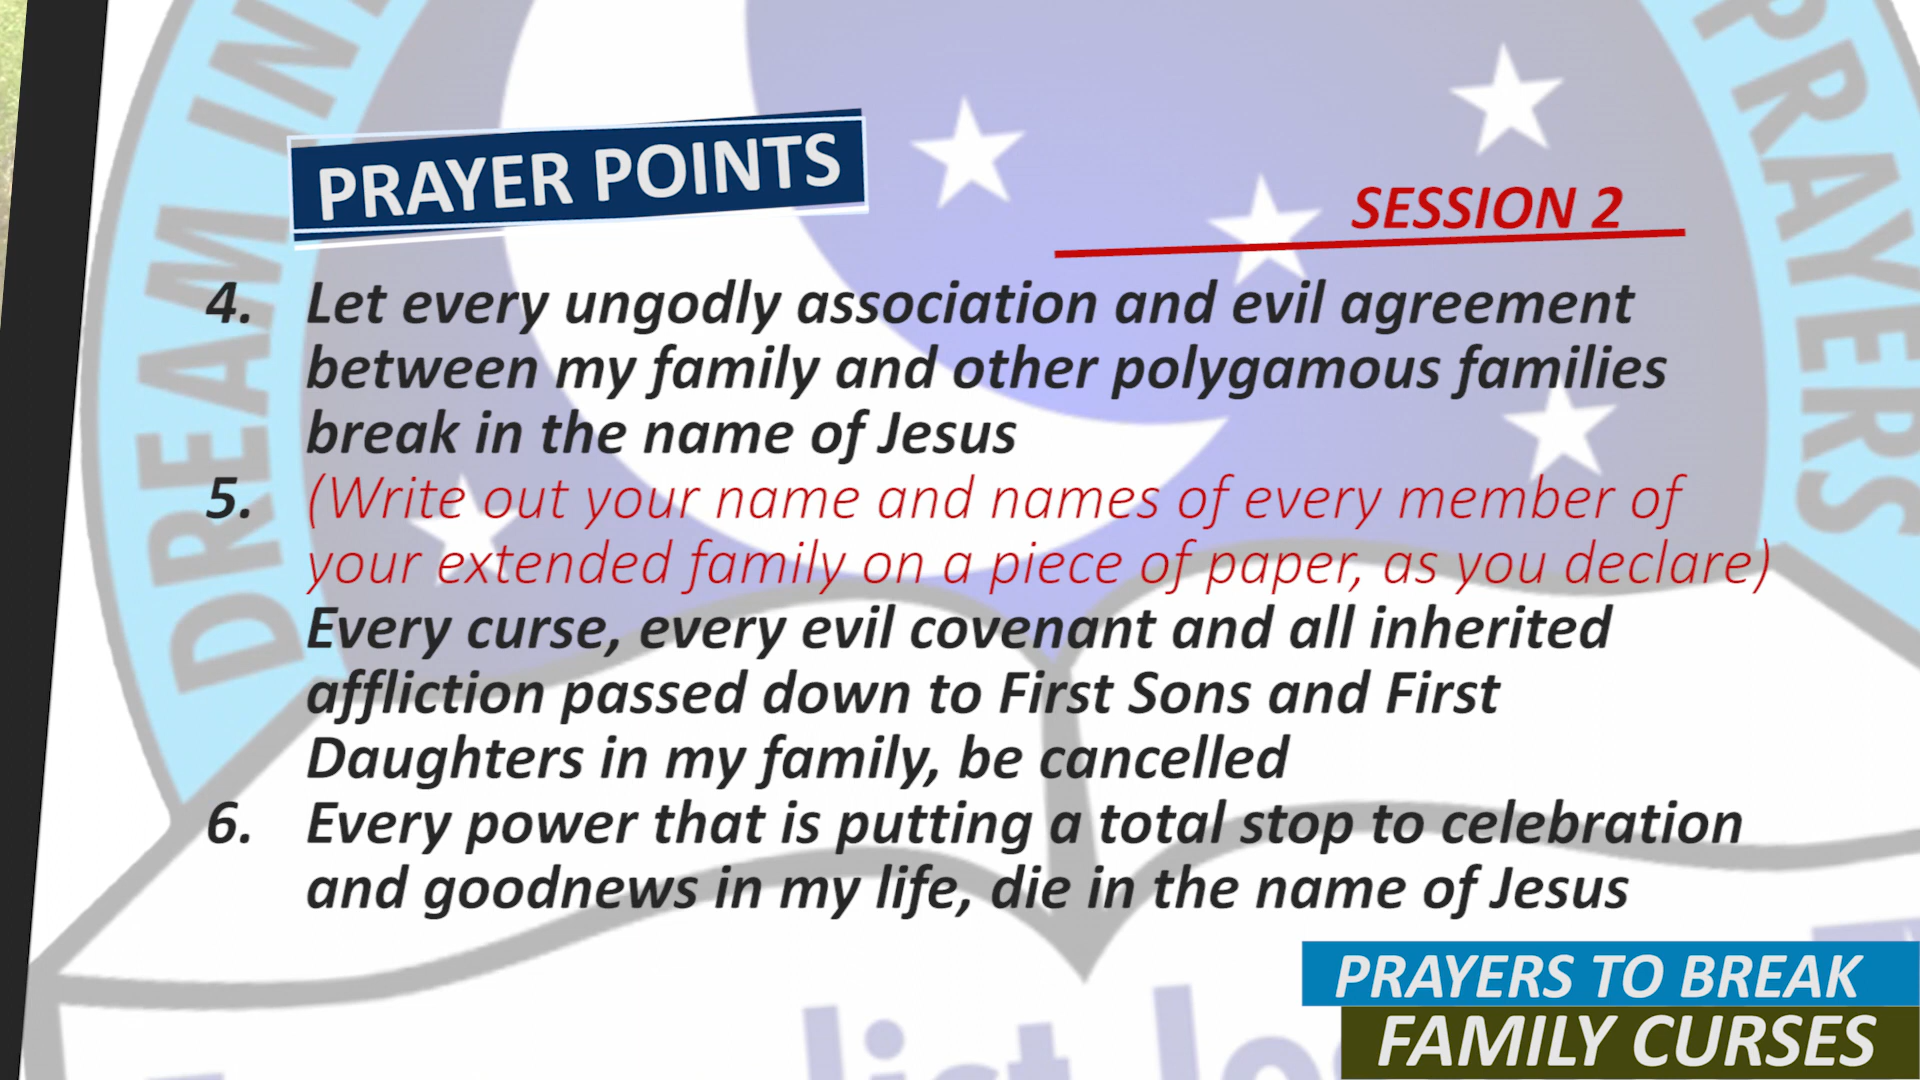 DREAM
PRAYERS
PRAYER POINTS
SESSION 2
4. Let every ungodly association and evil agreement
between my family and other polygamous families
break in the name of Jesus
5. (Write out your name and names of every member of
your extended family on a piece of paper, as you declare)
Every curse, every evil covenant and all inherited
affliction passed down to First Sons and First
Daughters in my family, be cancelled
6. Every power that is putting a total stop to celebration
and goodnews in my life, die in the name of Jesus
PRAYERS TO BREAK
FAMILY CURSES